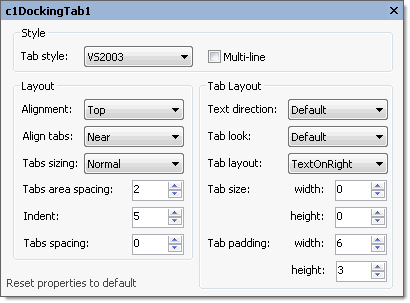 c1DockingTab1
Style
Tab style: VS2003 Multi-line
Layout
Alignment: Top
Align tabs: Near
Tabs sizing: Normal
Tabs area spacing: 2
Indent: 5
Tabs spacing: 0
Tab Layout
Text direction: Default
Tab look: Default
Tab layout: TextOnRight
Tab size: width: 0
height: 0
Tab padding: width: 6
height: 3
Reset properties to default